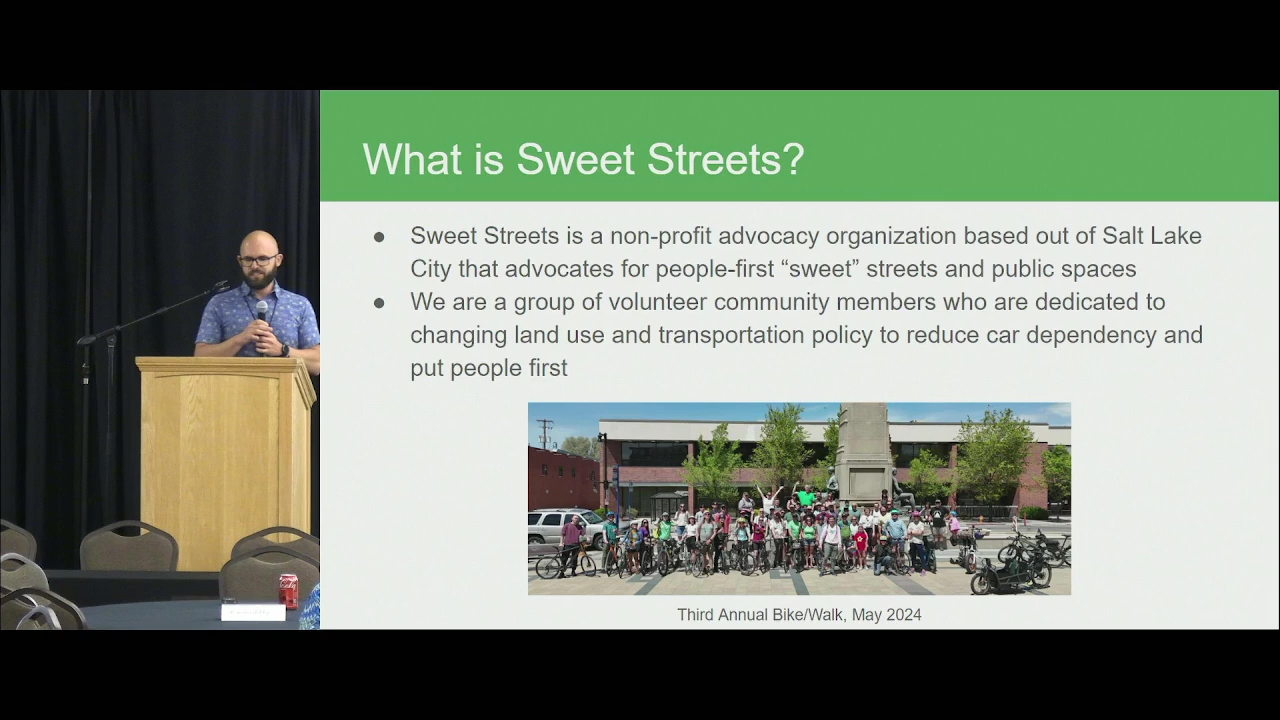 What is Sweet Streets?
● Sweet Streets is a non-profit advocacy organization based out of Salt Lake
City that advocates for people-first “sweet” streets and public spaces
● We are a group of volunteer community members who are dedicated to
changing land use and transportation policy to reduce car dependency and
put people first
Third Annual Bike/Walk, May 2024